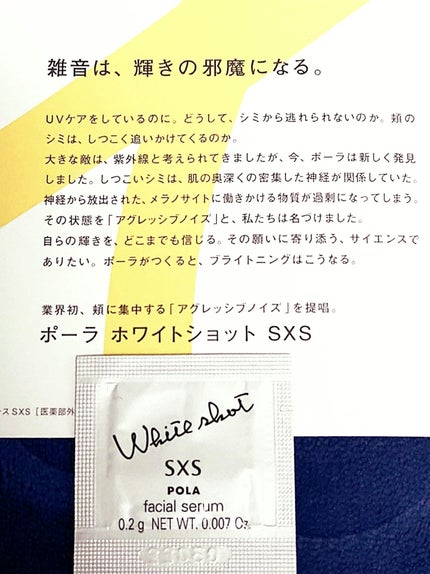 雑音は、輝きの邪魔になる。
UVケアをしているのに。どうして、シミから逃れられないのか。頬の
シミは、しつこく追いかけてくるのか。
大きな敵は、紫外線と考えられてきましたが、今、ポーラは新しく発見
しました。しつこいシミは、肌の奥深くの密集した神経が関係していた。
神経から放出された、メラノサイトに働きかける物質が過剰になってしまう。
その状態を「アグレッシブノイズ」と、私たちは名づけました。
自らの輝きを、どこまでも信じる。その願いに寄り添う、サイエンスで
ありたい。ポーラがつくると、ブライトニングはこうなる。
業界初、頬に集中する「アグレッシブノイズ」を提唱。
ポーラ ホワイトショット SXS
スSXS [医薬部外
White shot
SXS
POLA
facial serum
0.2 g NET WT. 0.007 Oz.